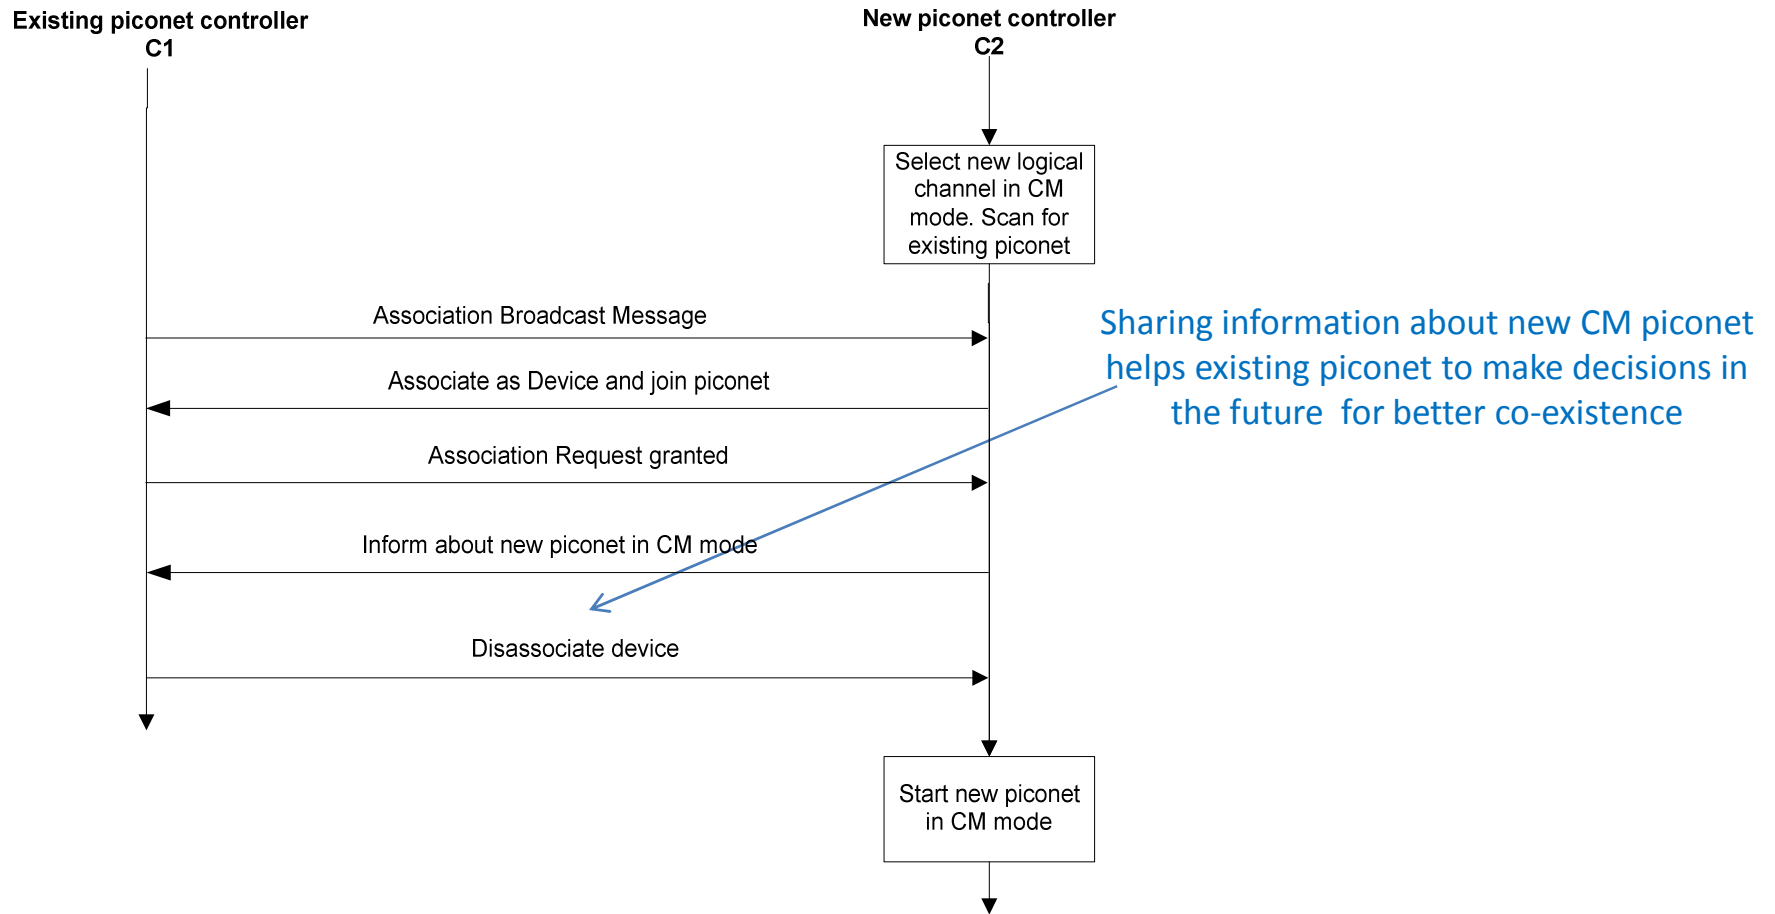 Existing piconet controller
C1
New piconet controller
C2
Select new logical
channel in CM
mode. Scan for
existing piconet
Association Broadcast Message
Sharing information about new CM piconet
helps existing piconet to make decisions in
the future  for better co-existence
Associate as Device and join piconet
Association Request granted
Inform about new piconet in CM mode
Disassociate device
Start new piconet
in CM mode